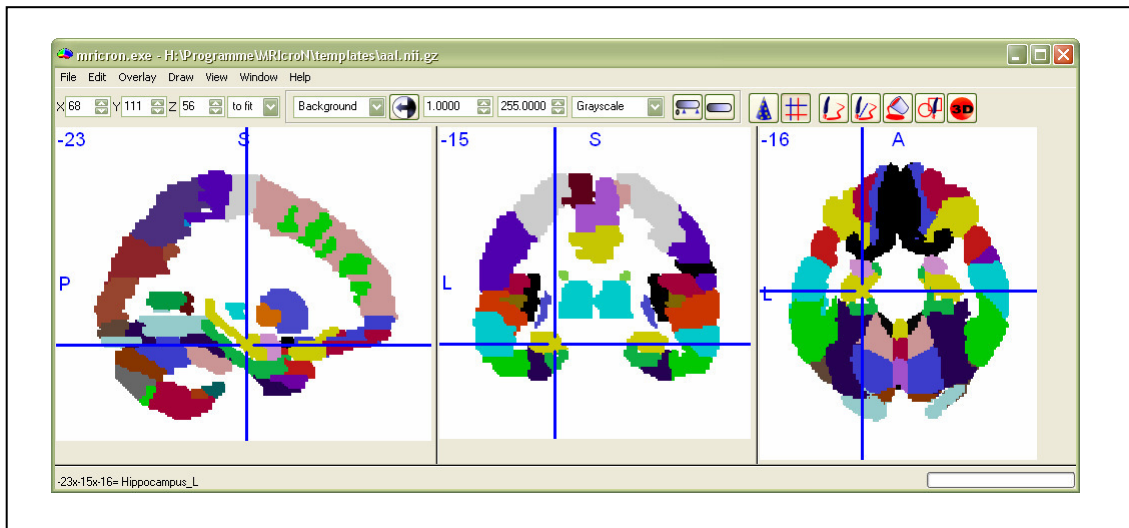 mricron.exe - H:\Programme\MRIcroN\templates\aal.nii.gz
File Edit Overlay Draw View Window Help
X 68 Y 111 Z 56 to fit Background 1.0000 255.0000 Grayscale 3D
-23 S -15 S -16 A
P L L
-23x-15x-16= Hippocampus_L